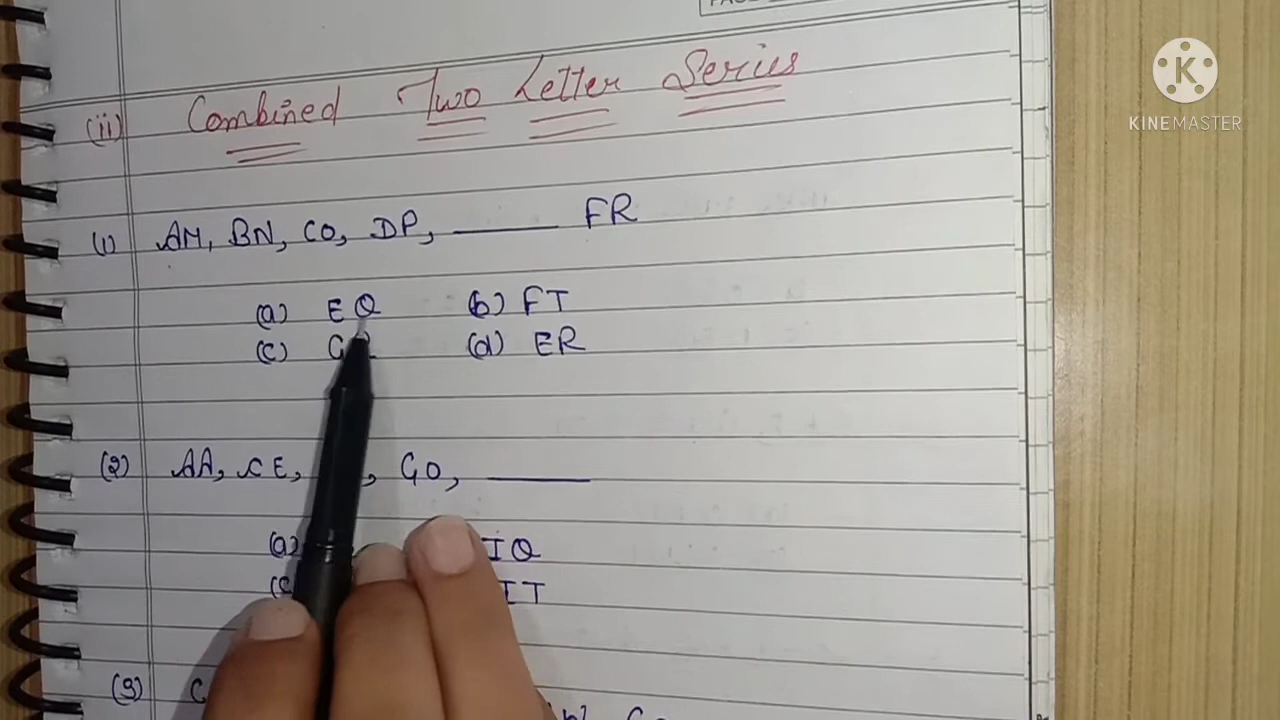 K
KINEMASTER
(ii) Combined Two Letter Series
(1) AM, BN, CO, DP, ______ FR
(a) EQ (b) FT
(c) (d) ER
(2) AA, CE, , GO, ______
(a) IQ
IT
(3)